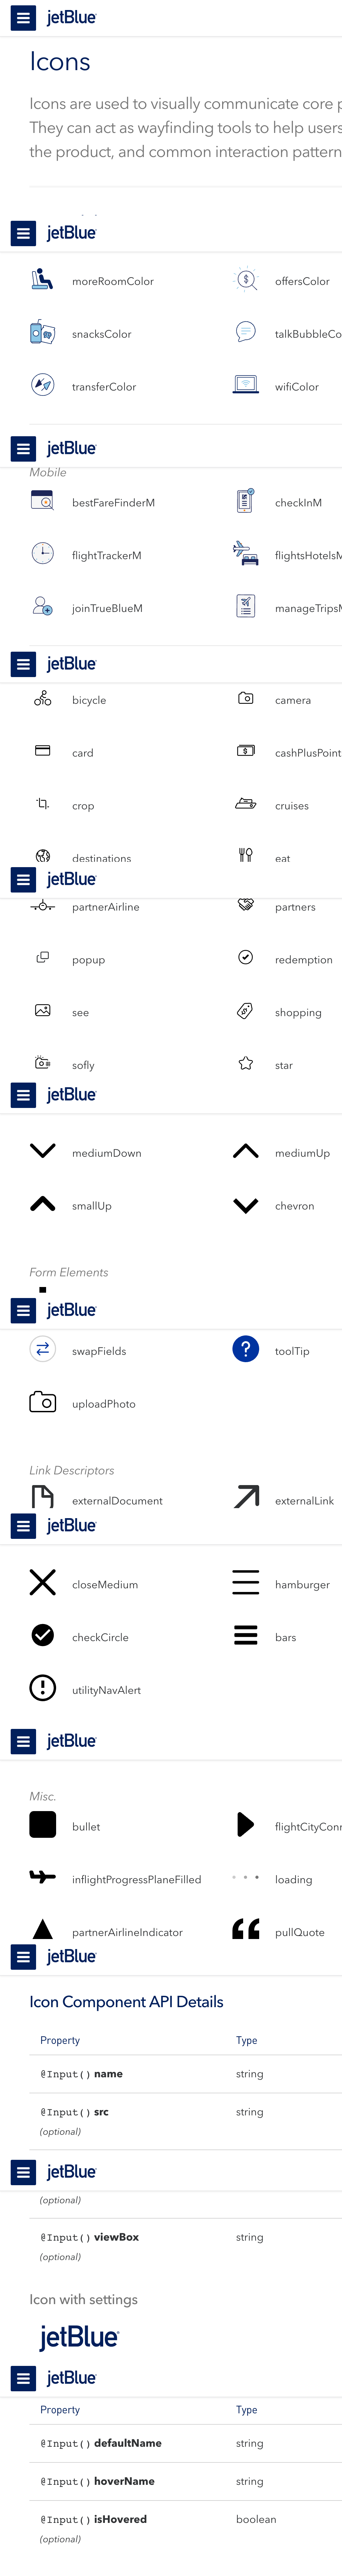 jetBlue
Icons
Icons are used to visually communicate core p
They can act as wayfinding tools to help users
the product, and common interaction pattern
jetBlue
moreRoomColor offersColor
snacksColor talkBubbleCo
transferColor wifiColor
jetBlue
Mobile
bestFareFinderM checkInM
flightTrackerM flightsHotelsM
joinTrueBlueM manageTripsM
jetBlue
bicycle camera
card cashPlusPoint
crop cruises
destinations eat
jetBlue
partnerAirline partners
popup redemption
see shopping
sofly star
jetBlue
mediumDown mediumUp
smallUp chevron
Form Elements
jetBlue
swapFields toolTip
uploadPhoto
Link Descriptors
externalDocument externalLink
jetBlue
closeMedium hamburger
checkCircle bars
utilityNavAlert
jetBlue
Misc.
bullet flightCityConn
inflightProgressPlaneFilled loading
partnerAirlineIndicator pullQuote
jetBlue
Icon Component API Details
Property Type
@Input() name string
@Input() src string
(optional)
jetBlue
(optional)
@Input() viewBox string
(optional)
Icon with settings
jetBlue
jetBlue
Property Type
@Input() defaultName string
@Input() hoverName string
@Input() isHovered boolean
(optional)